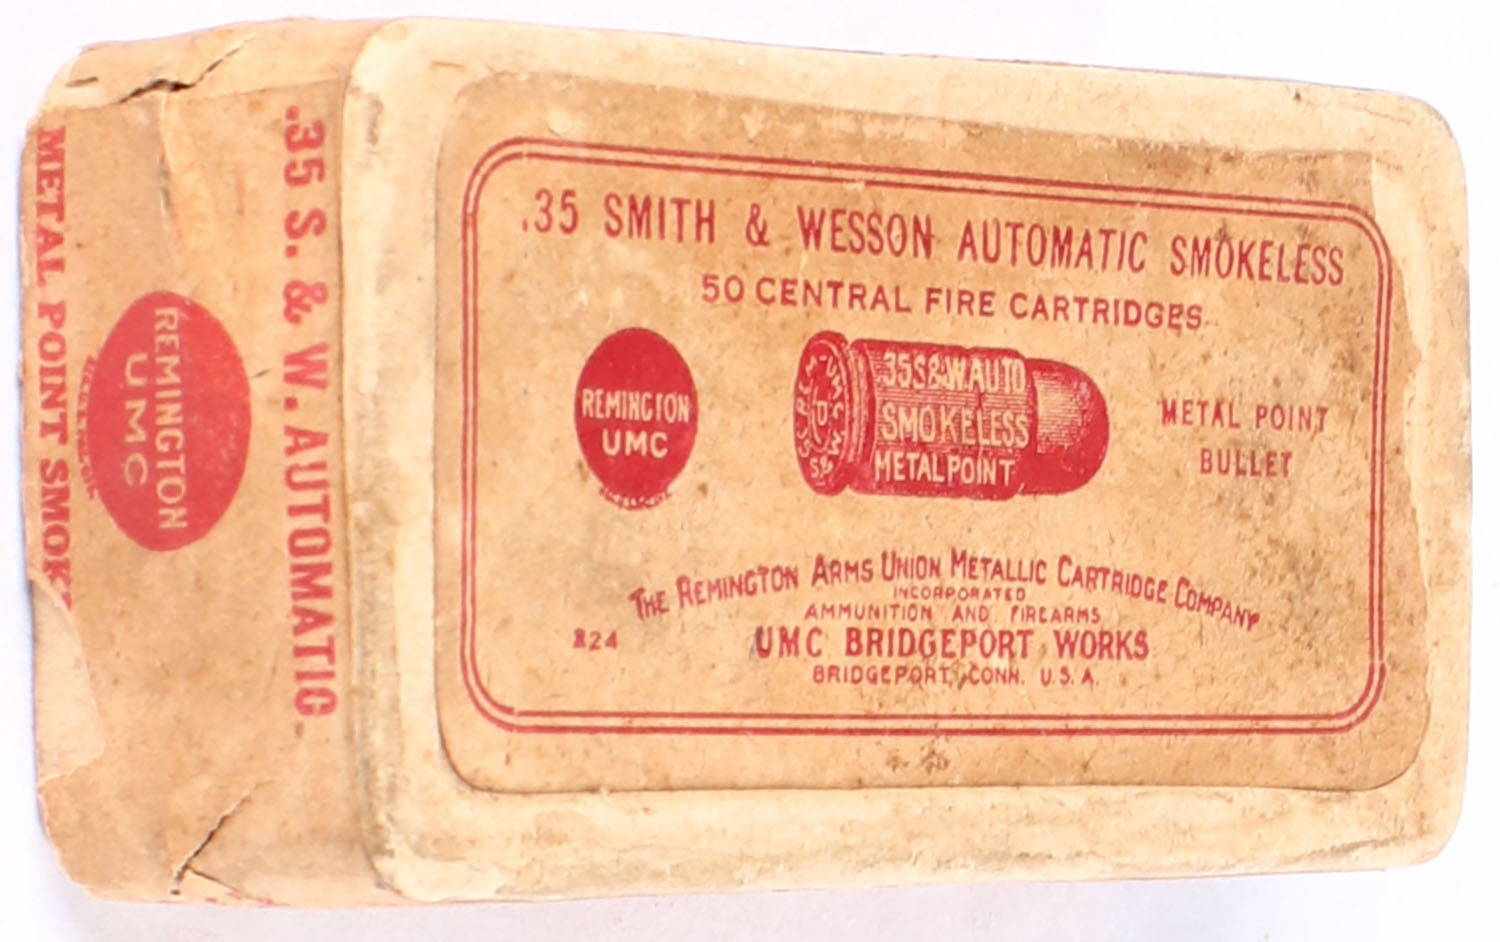 .35 SMITH & WESSON AUTOMATIC SMOKELESS
50 CENTRAL FIRE CARTRIDGES
REMINGTON
UMC
35 S&W. AUTO
SMOKELESS
METAL POINT
METAL POINT
BULLET
THE REMINGTON ARMS UNION METALLIC CARTRIDGE COMPANY
INCORPORATED
AMMUNITION AND FIREARMS
UMC BRIDGEPORT WORKS
BRIDGEPORT, CONN. U.S.A.
.35 S. & W. AUTOMATIC
REMINGTON
UMC
METAL POINT SMOK